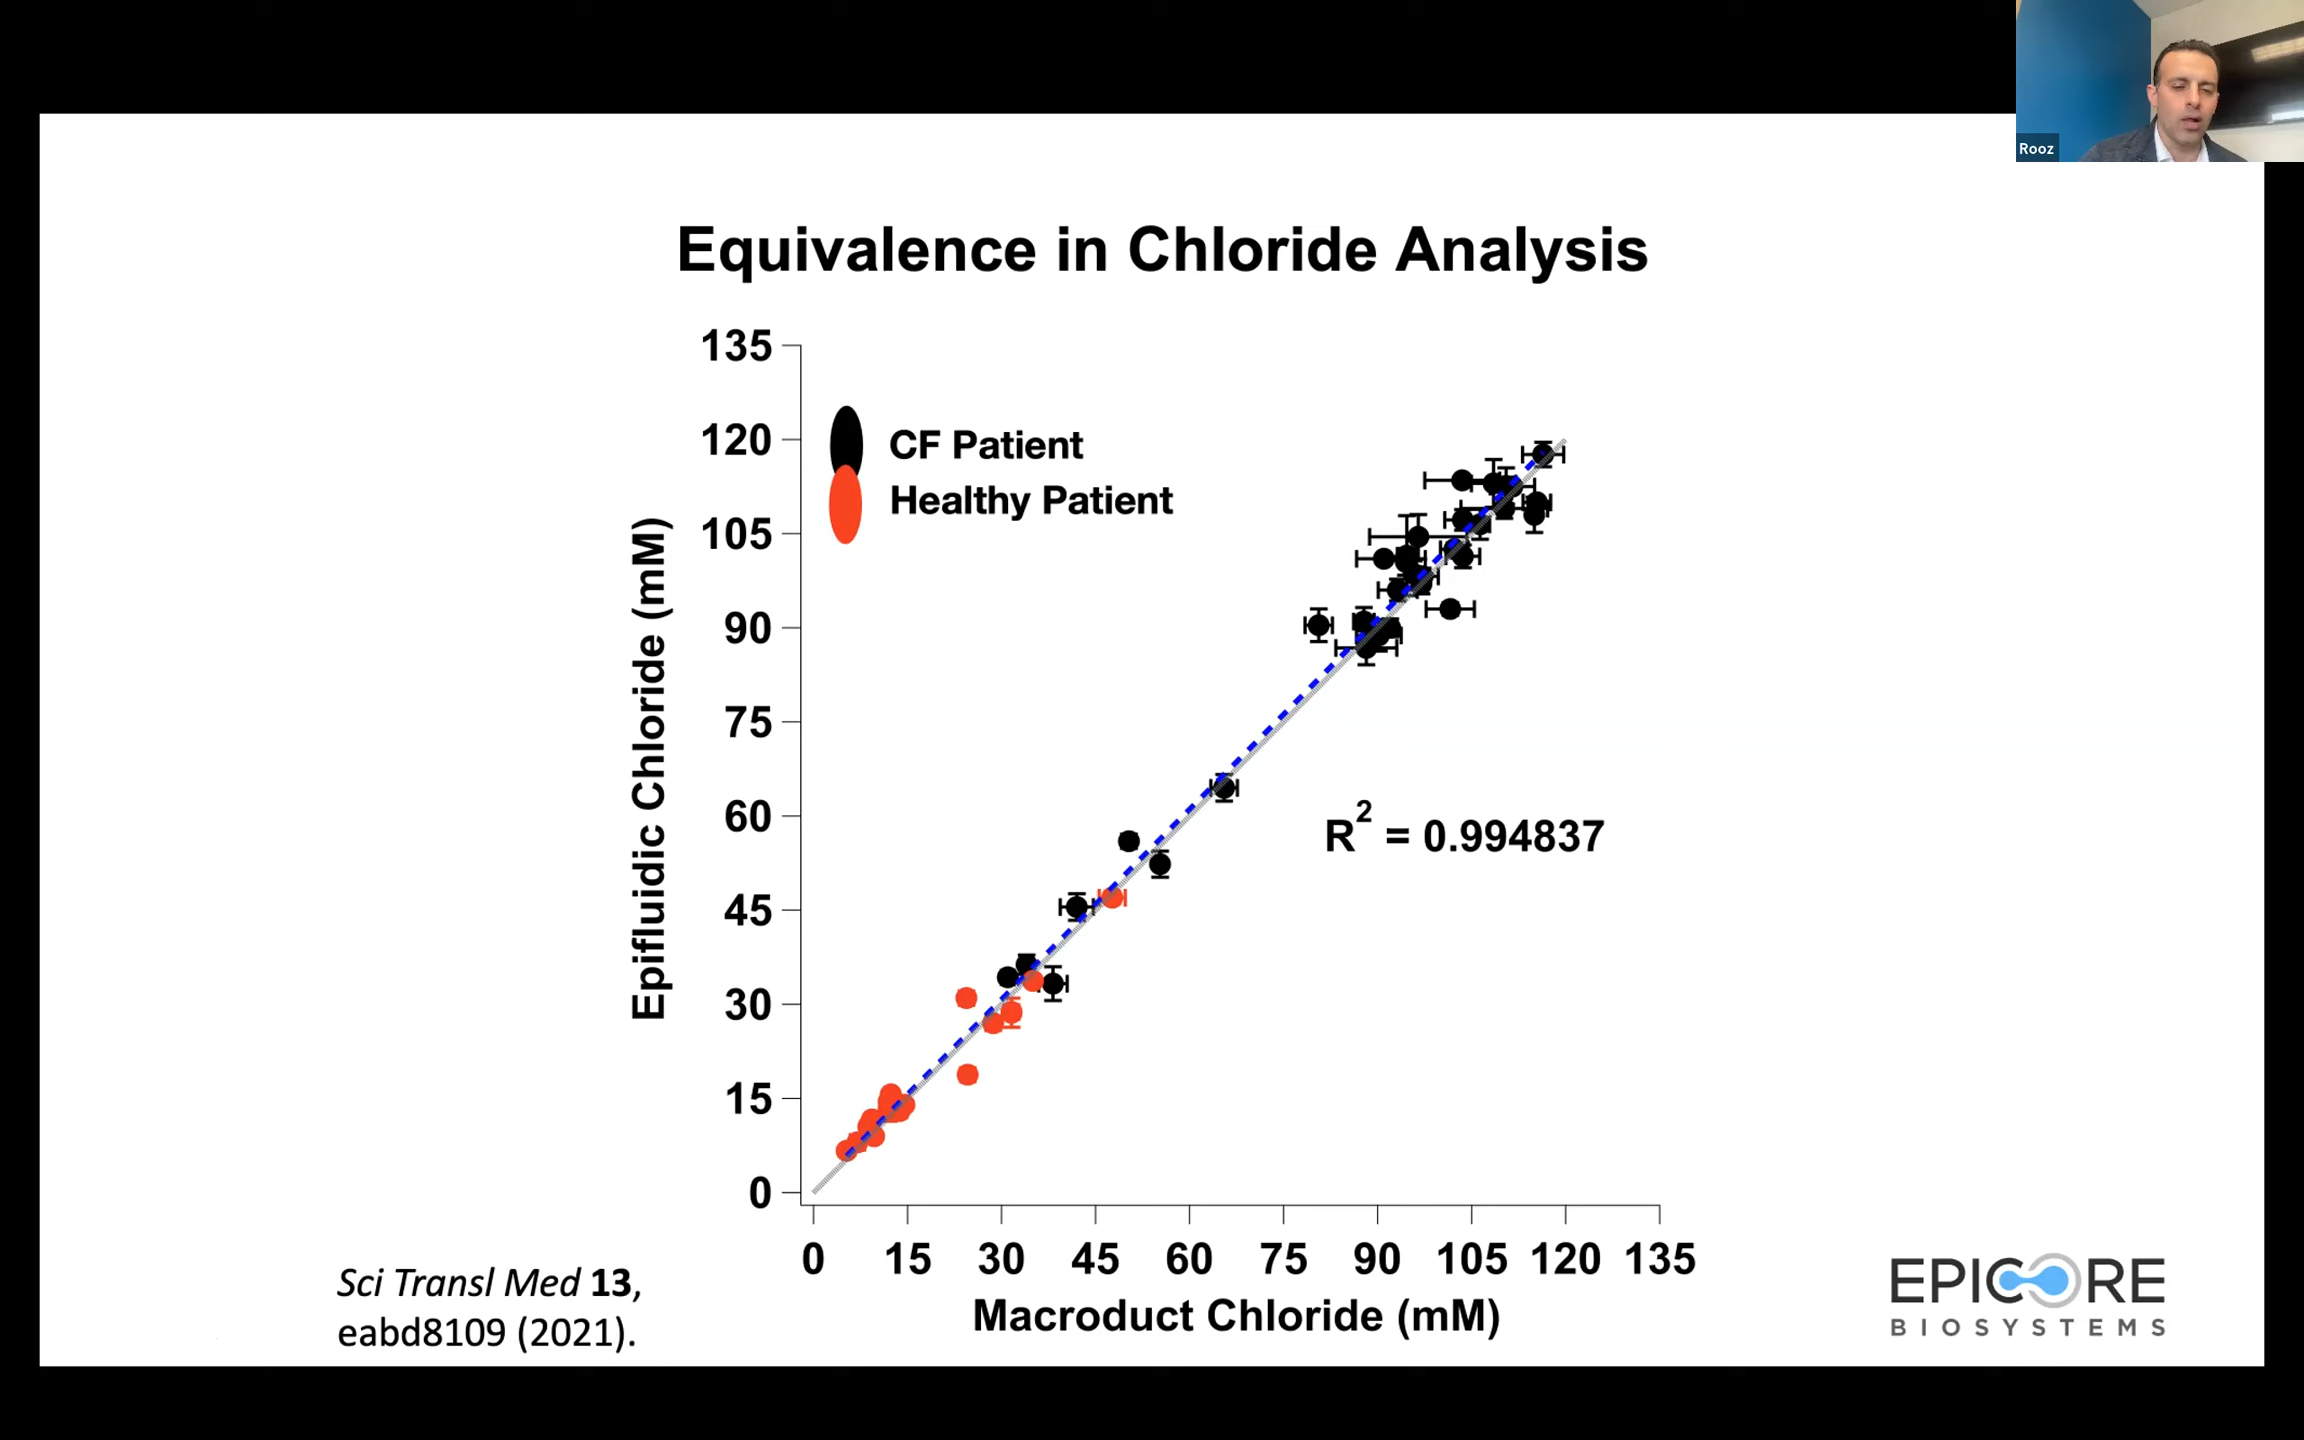 Rooz
Equivalence in Chloride Analysis
135
120
105
90
75
60
45
30
15
0
Epifluidic Chloride (mM)
CF Patient
Healthy Patient
R2 = 0.994837
0 15 30 45 60 75 90 105 120 135
Macroduct Chloride (mM)
Sci Transl Med 13,
eabd8109 (2021).
EPICORE
BIOSYSTEMS